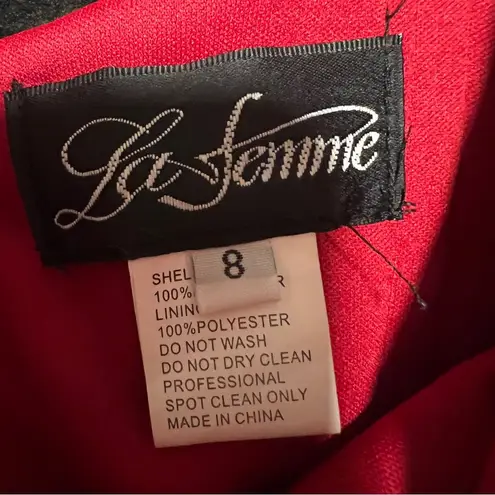 La Femme
8
SHEL R
100%
LININ
100%POLYESTER
DO NOT WASH
DO NOT DRY CLEAN
PROFESSIONAL
SPOT CLEAN ONLY
MADE IN CHINA